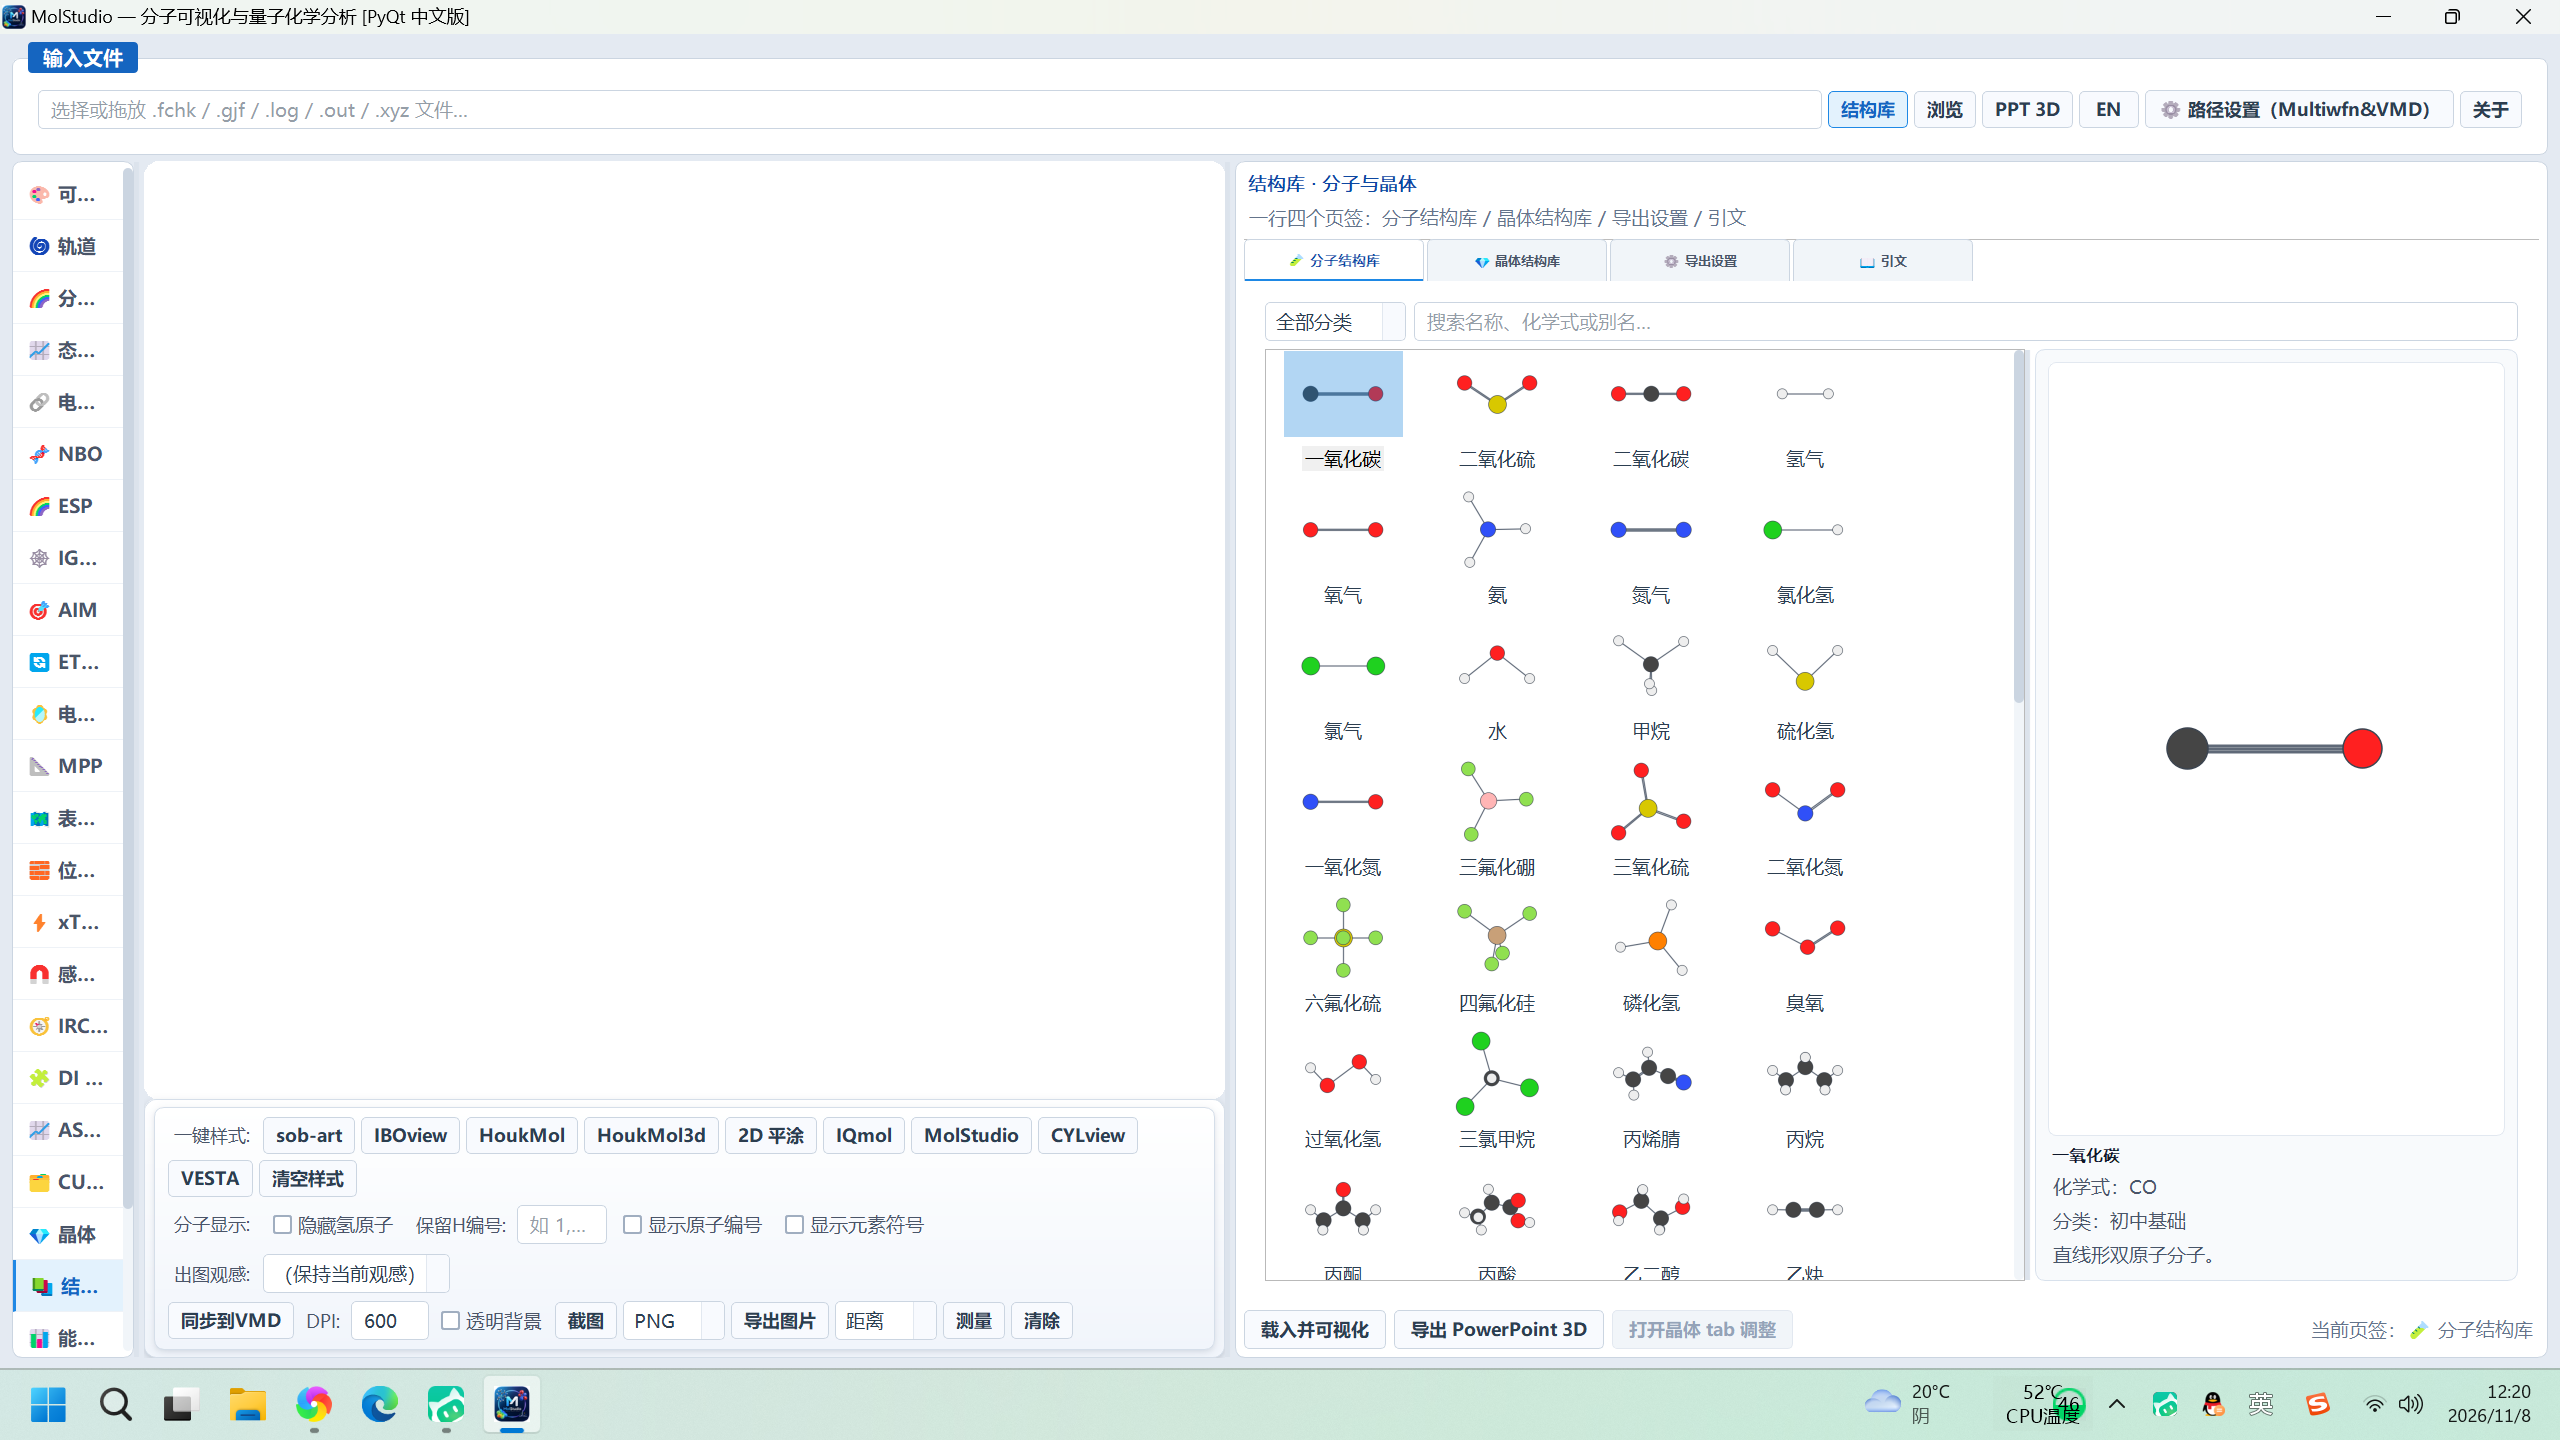 MolStudio — 分子可视化与量子化学分析 [PyQt 中文版]
输入文件
选择或拖放 .fchk / .gjf / .log / .out / .xyz 文件...
结构库
浏览
PPT 3D
EN
路径设置（Multiwfn&VMD）
关于
可...
轨道
分...
态...
电...
NBO
ESP
IG...
AIM
ET...
电...
MPP
表...
位...
xT...
感...
IRC...
DI ...
AS...
CU...
晶体
结...
能...
一键样式:
sob-art
IBOview
HoukMol
HoukMol3d
2D 平涂
IQmol
MolStudio
CYLview
VESTA
清空样式
分子显示:
隐藏氢原子
保留H编号:
如 1,...
显示原子编号
显示元素符号
出图观感:
（保持当前观感）
同步到VMD
DPI:
600
透明背景
截图
PNG
导出图片
距离
测量
清除
结构库 · 分子与晶体
一行四个页签：分子结构库 / 晶体结构库 / 导出设置 / 引文
分子结构库
晶体结构库
导出设置
引文
全部分类
搜索名称、化学式或别名...
一氧化碳
二氧化硫
二氧化碳
氢气
氧气
氨
氮气
氯化氢
氯气
水
甲烷
硫化氢
一氧化氮
三氟化硼
三氧化硫
二氧化氮
六氟化硫
四氟化硅
磷化氢
臭氧
过氧化氢
三氯甲烷
丙烯腈
丙烷
丙酮
丙酸
乙二醇
乙炔
一氧化碳
化学式：CO
分类：初中基础
直线形双原子分子。
载入并可视化
导出 PowerPoint 3D
打开晶体 tab 调整
当前页签：
分子结构库
20°C
阴
52°C
CPU温度
46
英
12:20
2026/11/8